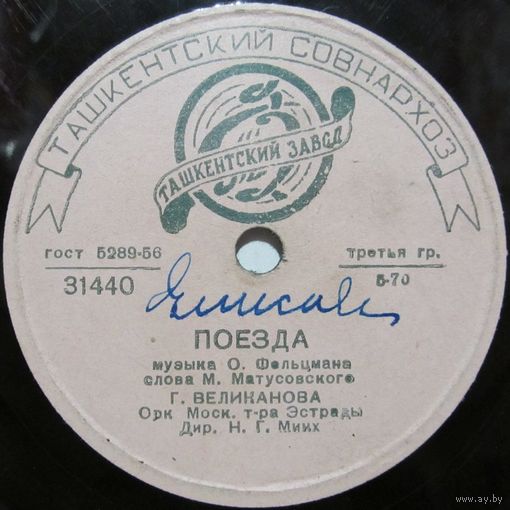 ТАШКЕНТСКИЙ СОВНАРХОЗ
ТАШКЕНТСКИЙ ЗАВОД
гост 5289-56
третья гр.
31440
5-70
ПОЕЗДА
музыка О. Фельцмана
слова М. Матусовского
Г. ВЕЛИКАНОВА
Орк Моск. т-ра Эстрады
Дир. Н. Г. Миих
www.ay.by